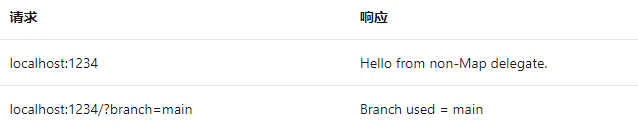 请求 响应
localhost:1234 Hello from non-Map delegate.
localhost:1234/?branch=main Branch used = main